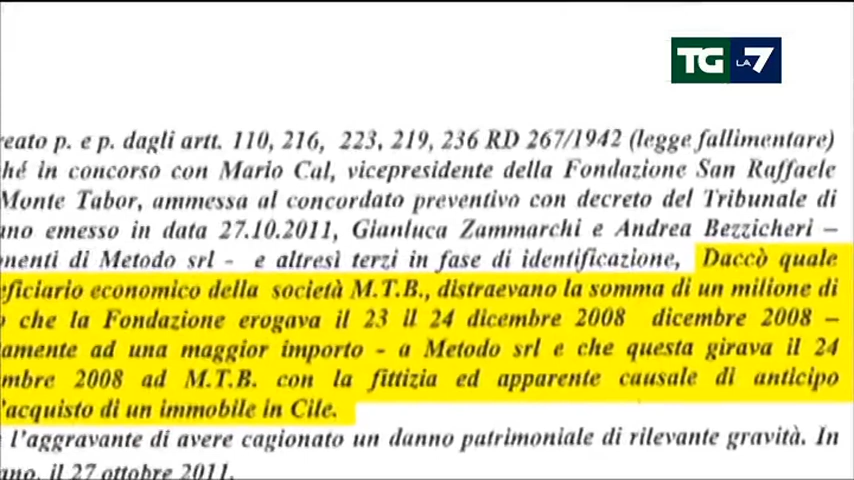 TG LA 7
reato p. e p. dagli artt. 110, 216, 223, 219, 236 RD 267/1942 (legge fallimentare)
ché in concorso con Mario Cal, vicepresidente della Fondazione San Raffaele
Monte Tabor, ammessa al concordato preventivo con decreto del Tribunale di
ano emesso in data 27.10.2011, Gianluca Zammarchi e Andrea Bezzicheri –
nenti di Metodo srl - e altresì terzi in fase di identificazione, Daccò quale
eficiario economico della società M.T.B., distraevano la somma di un milione di
o che la Fondazione erogava il 23 il 24 dicembre 2008 dicembre 2008 –
amente ad una maggior importo - a Metodo srl e che questa girava il 24
mbre 2008 ad M.T.B. con la fittizia ed apparente causale di anticipo
l'acquisto di un immobile in Cile.
l'aggravante di avere cagionato un danno patrimoniale di rilevante gravità. In
ano, il 27 ottobre 2011.